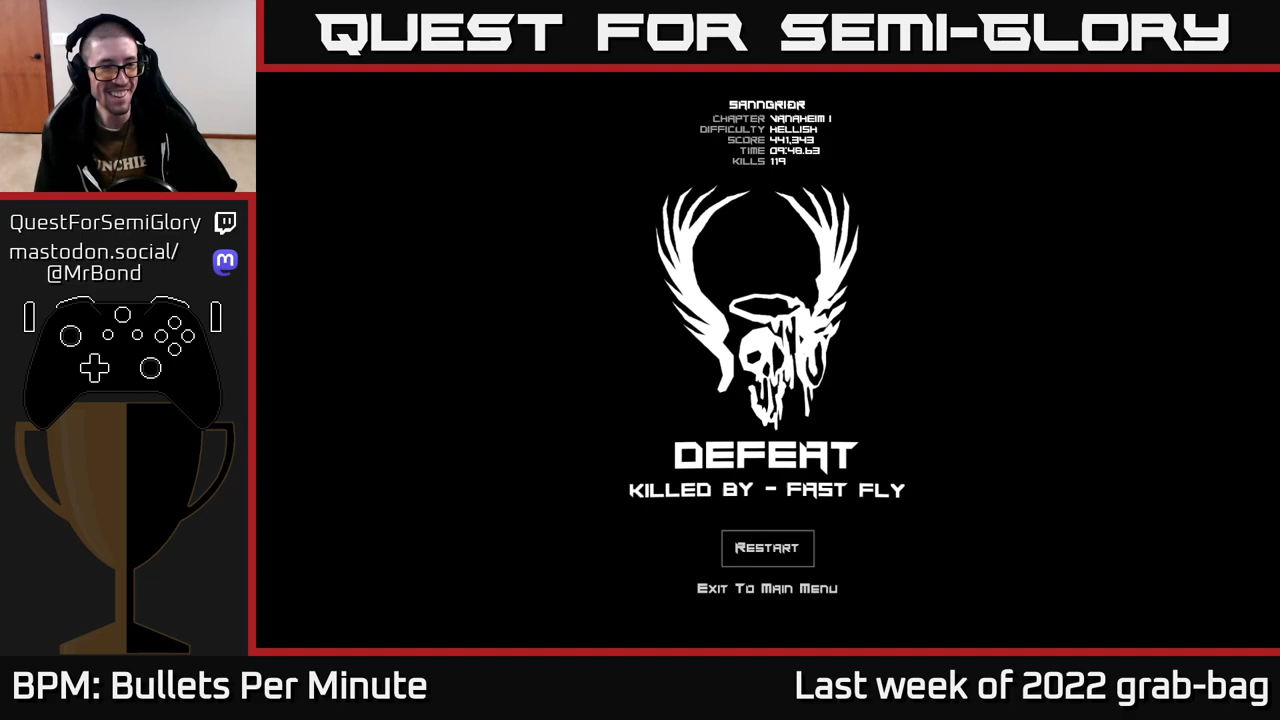 QUEST FOR SEMI-GLORY
UNCHIE
QuestForSemiGlory
mastodon.social/
@MrBond
SANNGRIÐR
CHAPTER VANAHEIM I
DIFFICULTY HELLISH
SCORE 441,343
TIME 09:48.63
KILLS 119
DEFEAT
KILLED BY - FAST FLY
RESTART
EXIT TO MAIN MENU
BPM: Bullets Per Minute
Last week of 2022 grab-bag